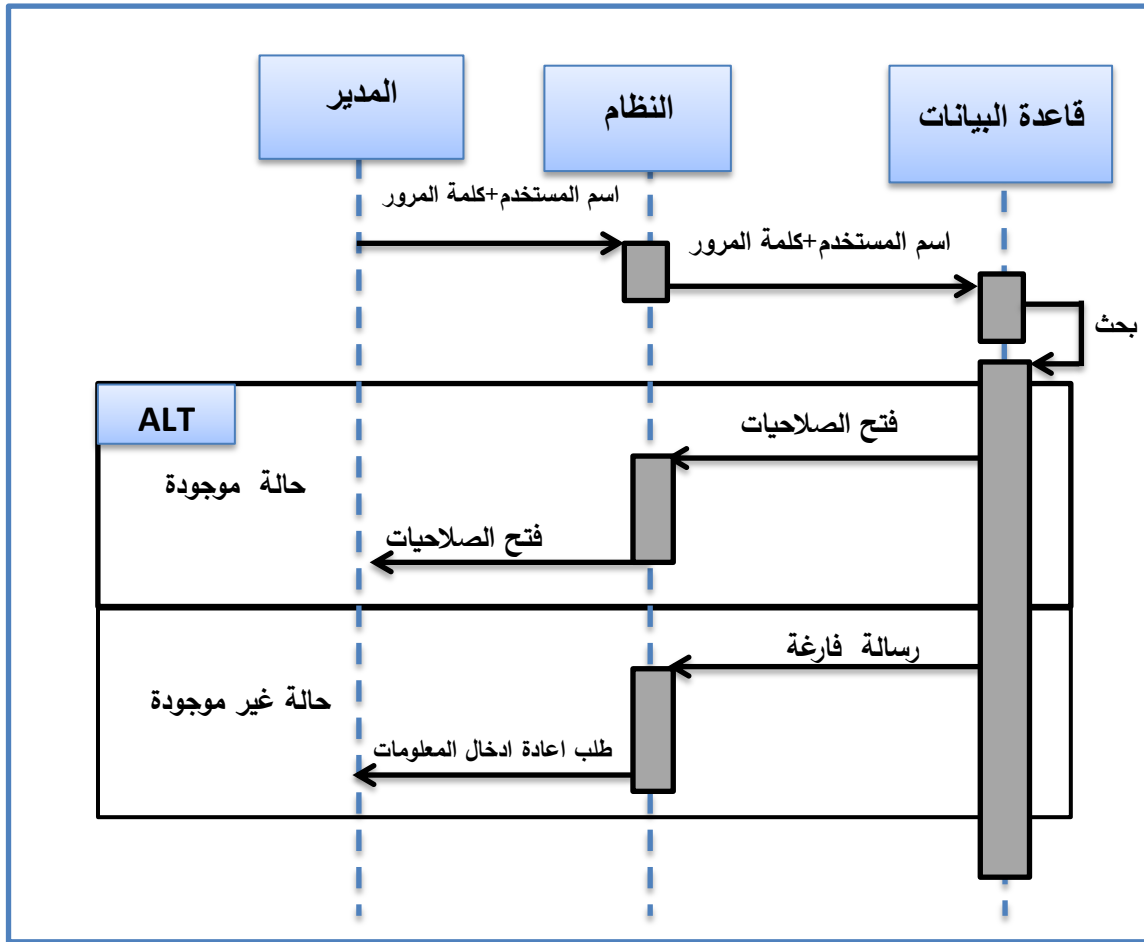 المدير
النظام
قاعدة البيانات
اسم المستخدم+كلمة المرور
اسم المستخدم+كلمة المرور
بحث
ALT
فتح الصلاحيات
حالة موجودة
فتح الصلاحيات
رسالة فارغة
حالة غير موجودة
طلب اعادة ادخال المعلومات